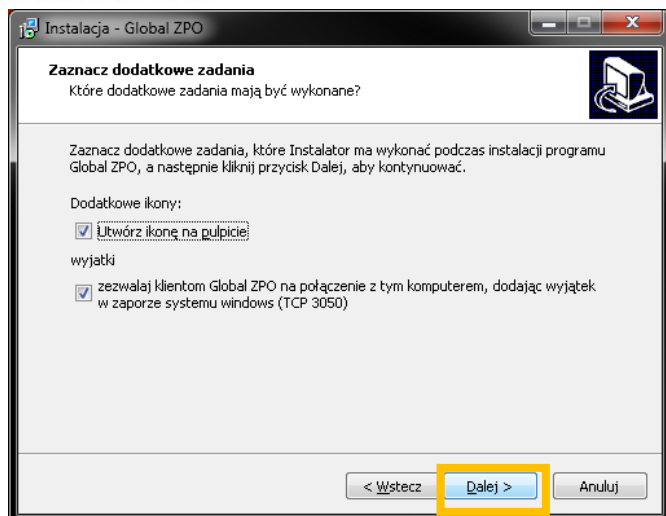 Instalacja - Global ZPO
Zaznacz dodatkowe zadania
Które dodatkowe zadania mają być wykonane?
Zaznacz dodatkowe zadania, które Instalator ma wykonać podczas instalacji programu
Global ZPO, a następnie kliknij przycisk Dalej, aby kontynuować.
Dodatkowe ikony:
Utwórz ikonę na pulpicie
wyjatki
zezwalaj klientom Global ZPO na połączenie z tym komputerem, dodając wyjątek
w zaporze systemu windows (TCP 3050)
< Wstecz
Dalej >
Anuluj